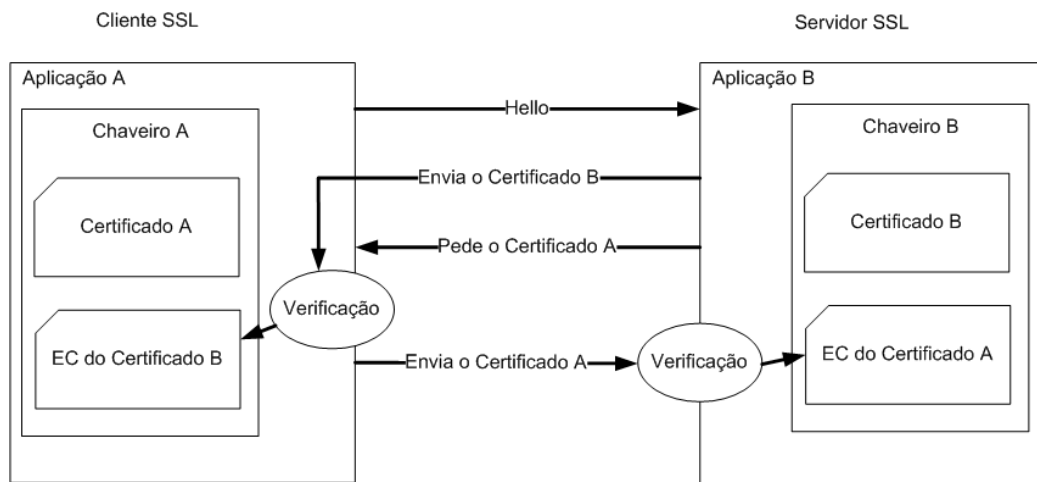 Cliente SSL
Servidor SSL
Aplicação A
Aplicação B
Chaveiro A
Hello
Chaveiro B
Envia o Certificado B
Certificado A
Certificado B
Pede o Certificado A
Verificação
EC do Certificado B
Envia o Certificado A
Verificação
EC do Certificado A